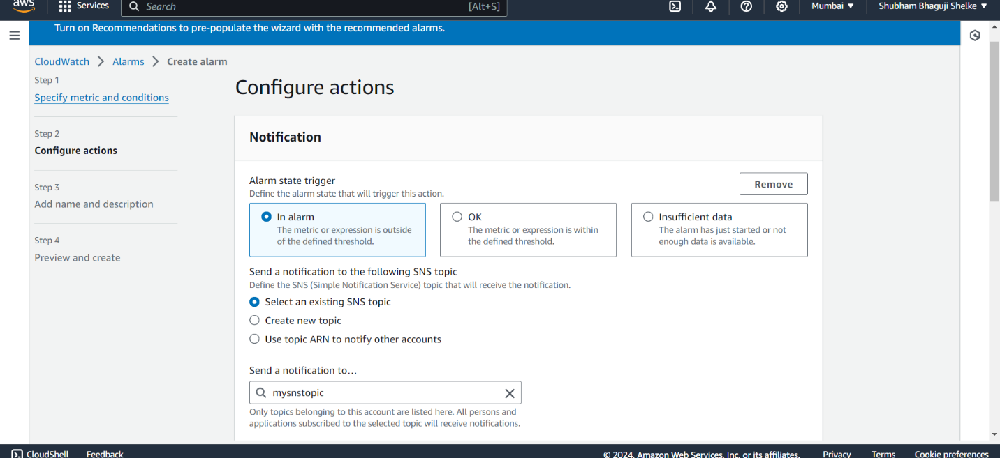 aws
Services
Search
[Alt+S]
Mumbai ▼
Shubham Bhaguji Shelke ▼
Turn on Recommendations to pre-populate the wizard with the recommended alarms.
CloudWatch > Alarms > Create alarm
Step 1
Specify metric and conditions
Step 2
Configure actions
Step 3
Add name and description
Step 4
Preview and create
Configure actions
Notification
Alarm state trigger
Define the alarm state that will trigger this action.
Remove
In alarm
The metric or expression is outside
of the defined threshold.
OK
The metric or expression is within
the defined threshold.
Insufficient data
The alarm has just started or not
enough data is available.
Send a notification to the following SNS topic
Define the SNS (Simple Notification Service) topic that will receive the notification.
Select an existing SNS topic
Create new topic
Use topic ARN to notify other accounts
Send a notification to…
mysnstopic
Only topics belonging to this account are listed here. All persons and
applications subscribed to the selected topic will receive notifications.
CloudShell
Feedback
© 2024, Amazon Web Services, Inc. or its affiliates.
Privacy
Terms
Cookie preferences